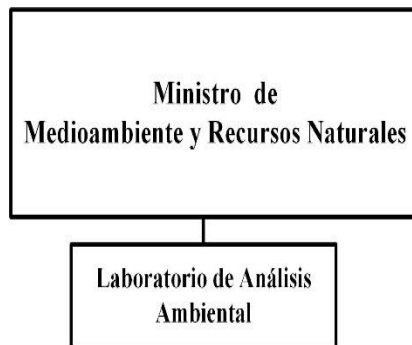 Ministro de
Medioambiente y Recursos Naturales
Laboratorio de Análisis
Ambiental